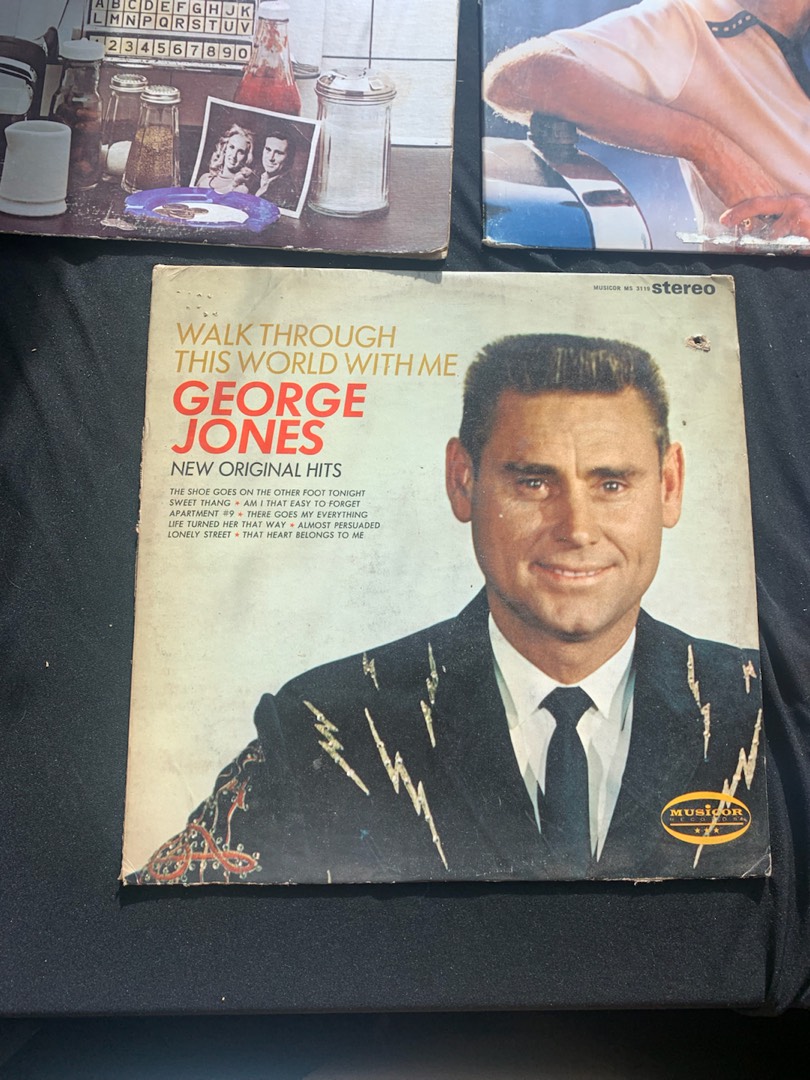 ABCDEFGHJK
LMNPQRSTUV
1234567890
MUSICOR MS 3119 stereo
WALK THROUGH
THIS WORLD WITH ME
GEORGE
JONES
NEW ORIGINAL HITS
THE SHOE GOES ON THE OTHER FOOT TONIGHT
SWEET THANG • AM I THAT EASY TO FORGET
APARTMENT #9 • THERE GOES MY EVERYTHING
LIFE TURNED HER THAT WAY • ALMOST PERSUADED
LONELY STREET • THAT HEART BELONGS TO ME
MUSICOR
RECORDS